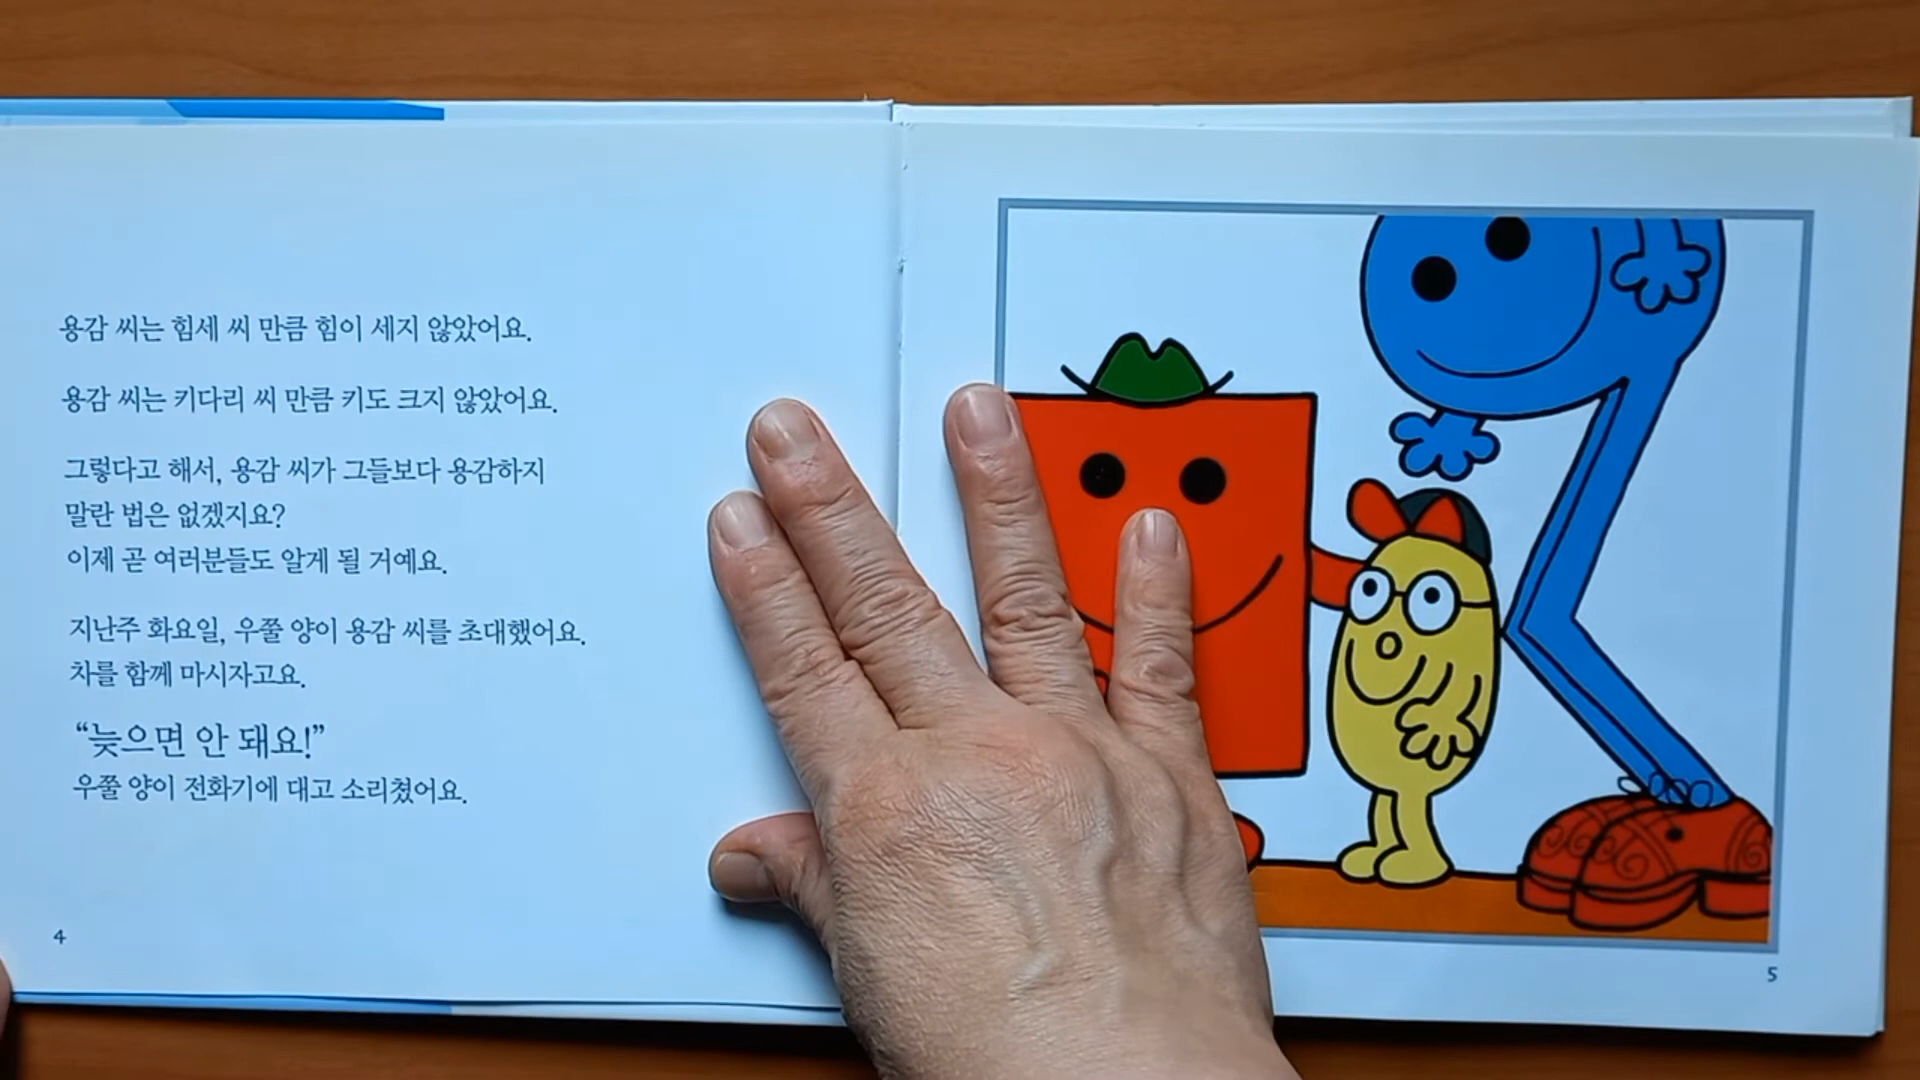 용감 씨는 힘세 씨 만큼 힘이 세지 않았어요.
용감 씨는 키다리 씨 만큼 키도 크지 않았어요.
그렇다고 해서, 용감 씨가 그들보다 용감하지
말란 법은 없겠지요?
이제 곧 여러분들도 알게 될 거예요.
지난주 화요일, 우쭐 양이 용감 씨를 초대했어요.
차를 함께 마시자고요.
“늦으면 안 돼요!”
우쭐 양이 전화기에 대고 소리쳤어요.
4
5